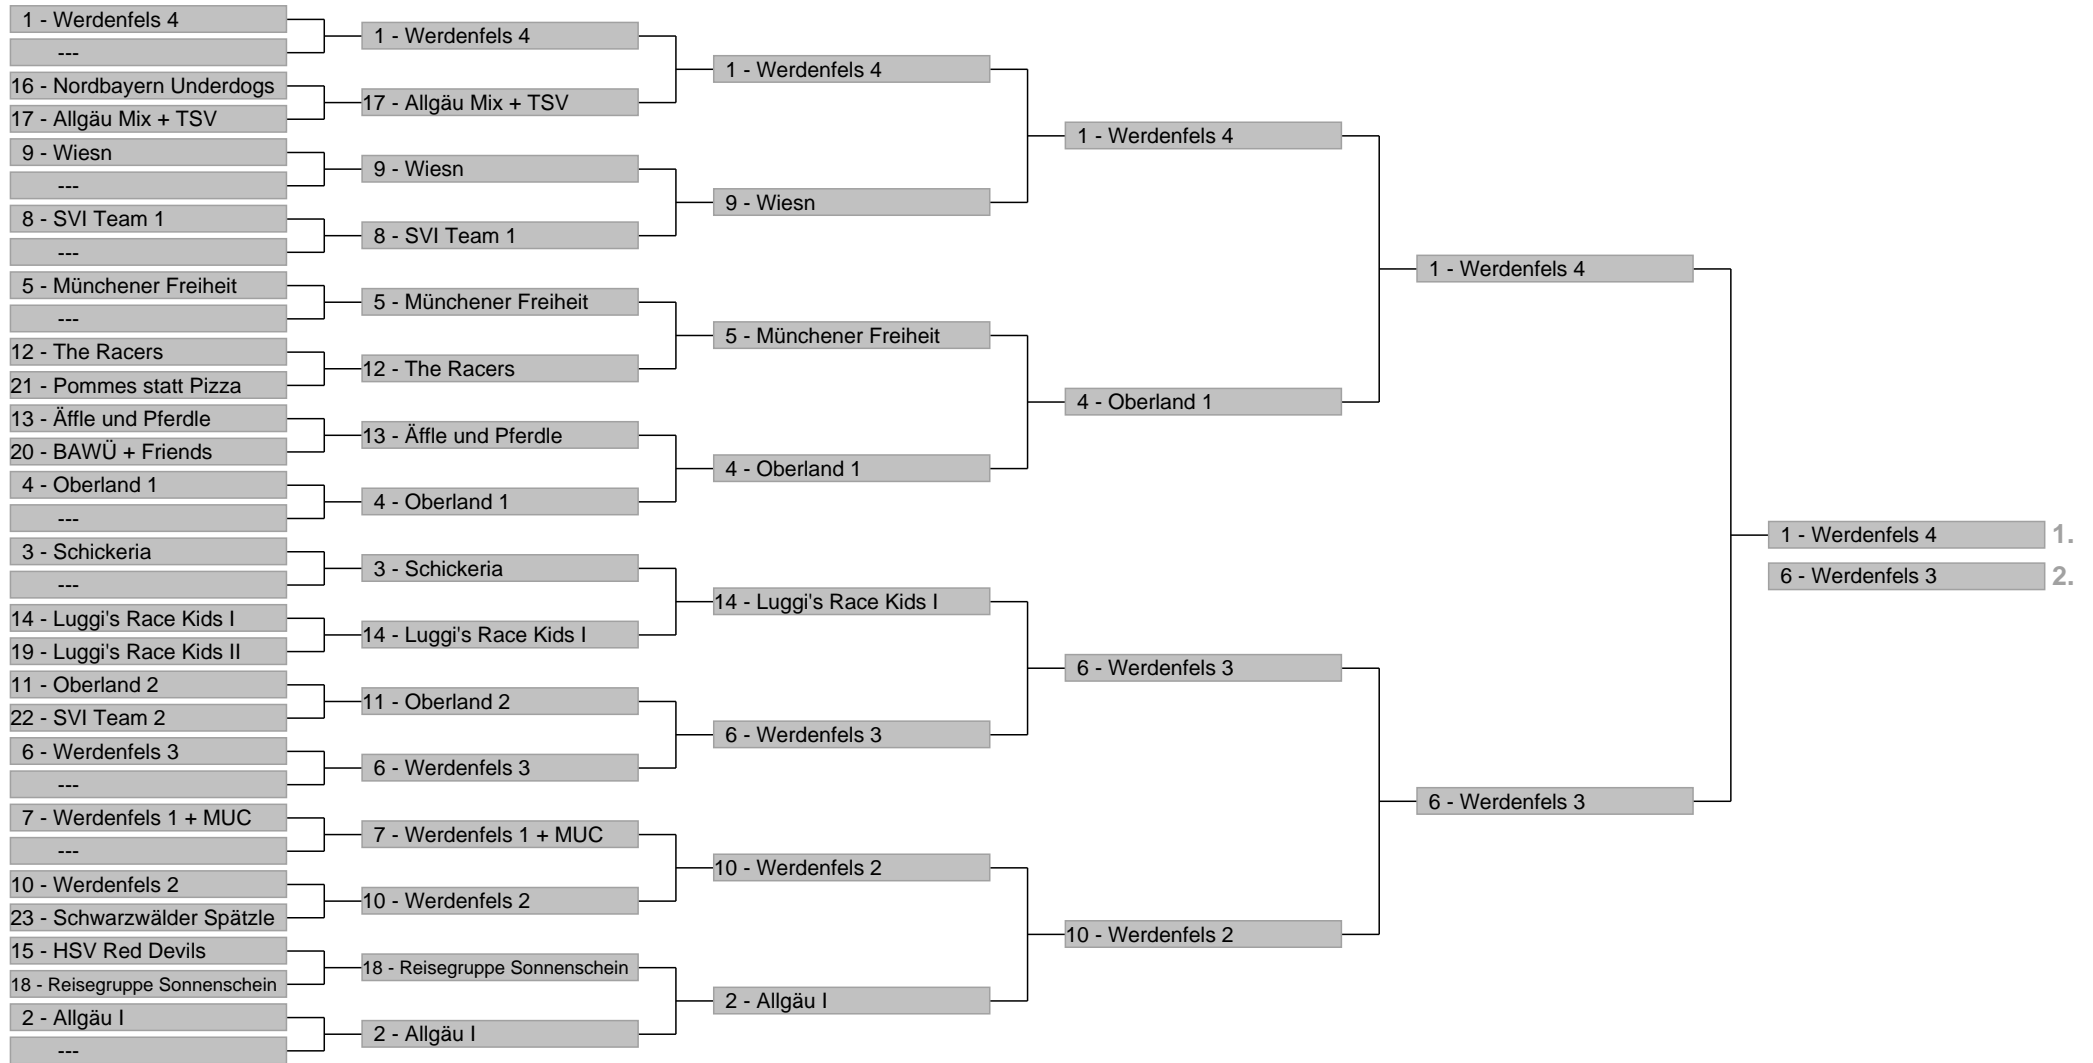 1 - Werdenfels 4
---
16 - Nordbayern Underdogs
17 - Allgäu Mix + TSV
9 - Wiesn
---
8 - SVI Team 1
---
5 - Münchener Freiheit
---
12 - The Racers
21 - Pommes statt Pizza
13 - Äffle und Pferdle
20 - BAWÜ + Friends
4 - Oberland 1
---
3 - Schickeria
---
14 - Luggi's Race Kids I
19 - Luggi's Race Kids II
11 - Oberland 2
22 - SVI Team 2
6 - Werdenfels 3
---
7 - Werdenfels 1 + MUC
---
10 - Werdenfels 2
23 - Schwarzwälder Spätzle
15 - HSV Red Devils
18 - Reisegruppe Sonnenschein
2 - Allgäu I
---
1 - Werdenfels 4
17 - Allgäu Mix + TSV
9 - Wiesn
8 - SVI Team 1
5 - Münchener Freiheit
12 - The Racers
13 - Äffle und Pferdle
4 - Oberland 1
3 - Schickeria
14 - Luggi's Race Kids I
11 - Oberland 2
6 - Werdenfels 3
7 - Werdenfels 1 + MUC
10 - Werdenfels 2
18 - Reisegruppe Sonnenschein
2 - Allgäu I
1 - Werdenfels 4
9 - Wiesn
5 - Münchener Freiheit
4 - Oberland 1
14 - Luggi's Race Kids I
6 - Werdenfels 3
10 - Werdenfels 2
2 - Allgäu I
1 - Werdenfels 4
4 - Oberland 1
6 - Werdenfels 3
10 - Werdenfels 2
1 - Werdenfels 4
6 - Werdenfels 3
1 - Werdenfels 4 1.
6 - Werdenfels 3 2.